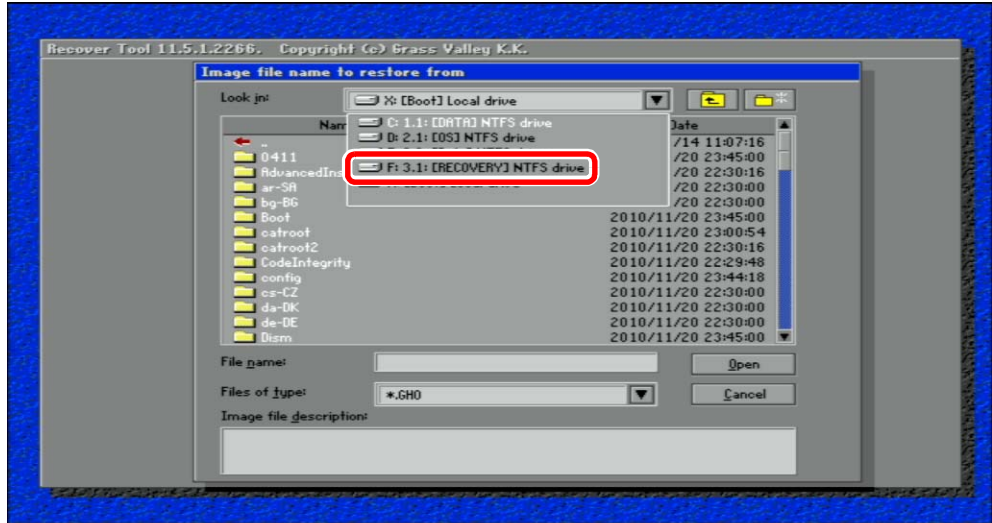 Recover Tool 11.5.1.2266. Copyright (c) Grass Valley K.K.
Image file name to restore from
Look in: X: [Boot] Local drive
Date
C: 1.1: [DATA] NTFS drive
D: 2.1: [OS] NTFS drive
F: 3.1: [RECOVERY] NTFS drive
.. /14 11:07:16
0411 /20 23:45:00
AdvancedIns /20 22:30:16
ar-SA /20 22:30:00
bg-BG /20 22:30:00
Boot 2010/11/20 23:45:00
catroot 2010/11/20 23:00:54
catroot2 2010/11/20 22:30:16
CodeIntegrity 2010/11/20 22:29:48
config 2010/11/20 23:44:18
cs-CZ 2010/11/20 22:30:00
da-DK 2010/11/20 22:30:00
de-DE 2010/11/20 22:30:00
Dism 2010/11/20 23:45:00
File name: Open
Files of type: *.GHO Cancel
Image file description: